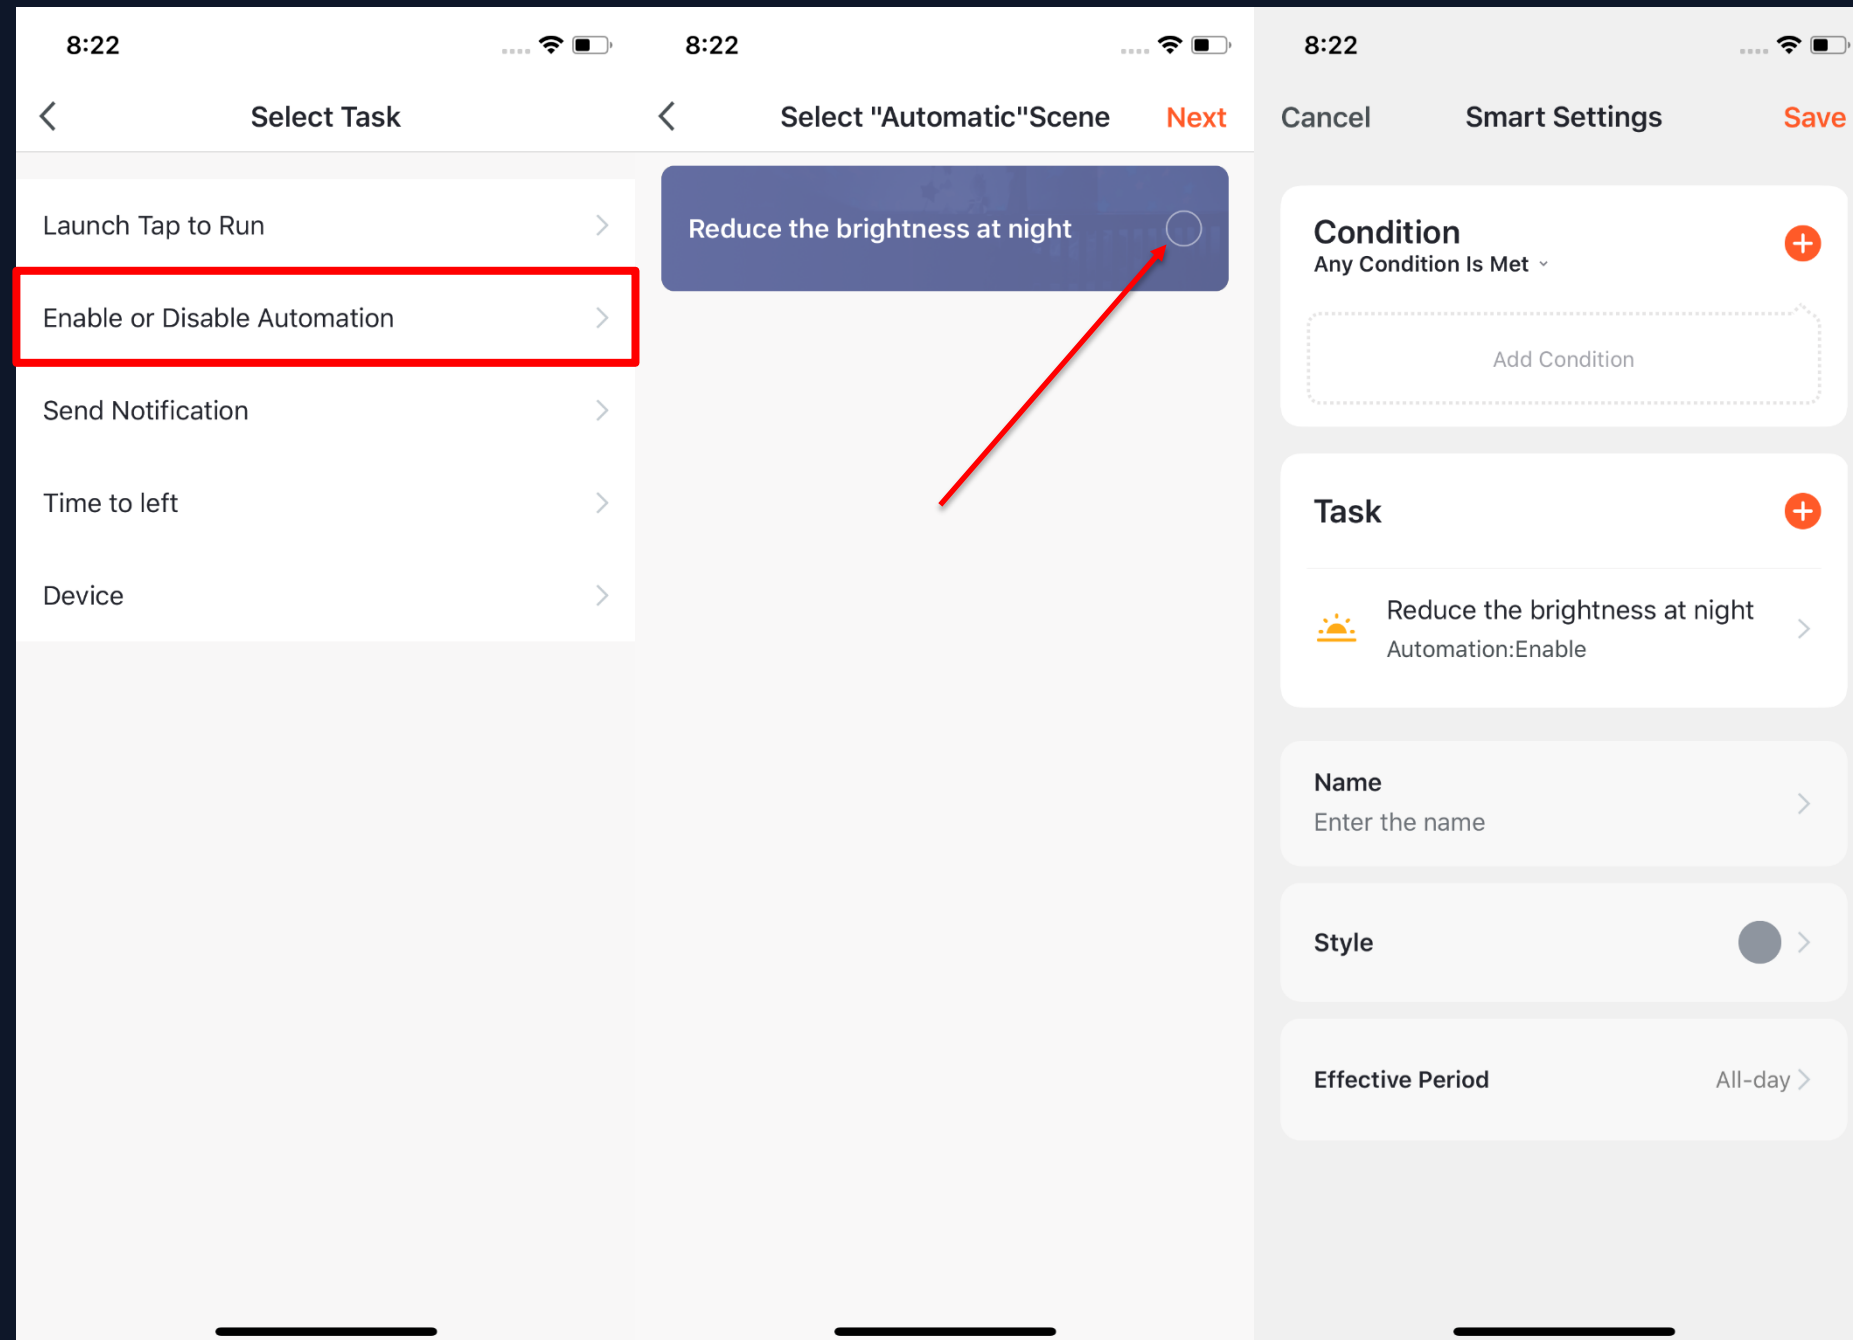 8:22
Select Task
Launch Tap to Run
Enable or Disable Automation
Send Notification
Time to left
Device
8:22
Select "Automatic"Scene
Next
Reduce the brightness at night
8:22
Cancel
Smart Settings
Save
Condition
Any Condition Is Met
Add Condition
Task
Reduce the brightness at night
Automation:Enable
Name
Enter the name
Style
Effective Period
All-day